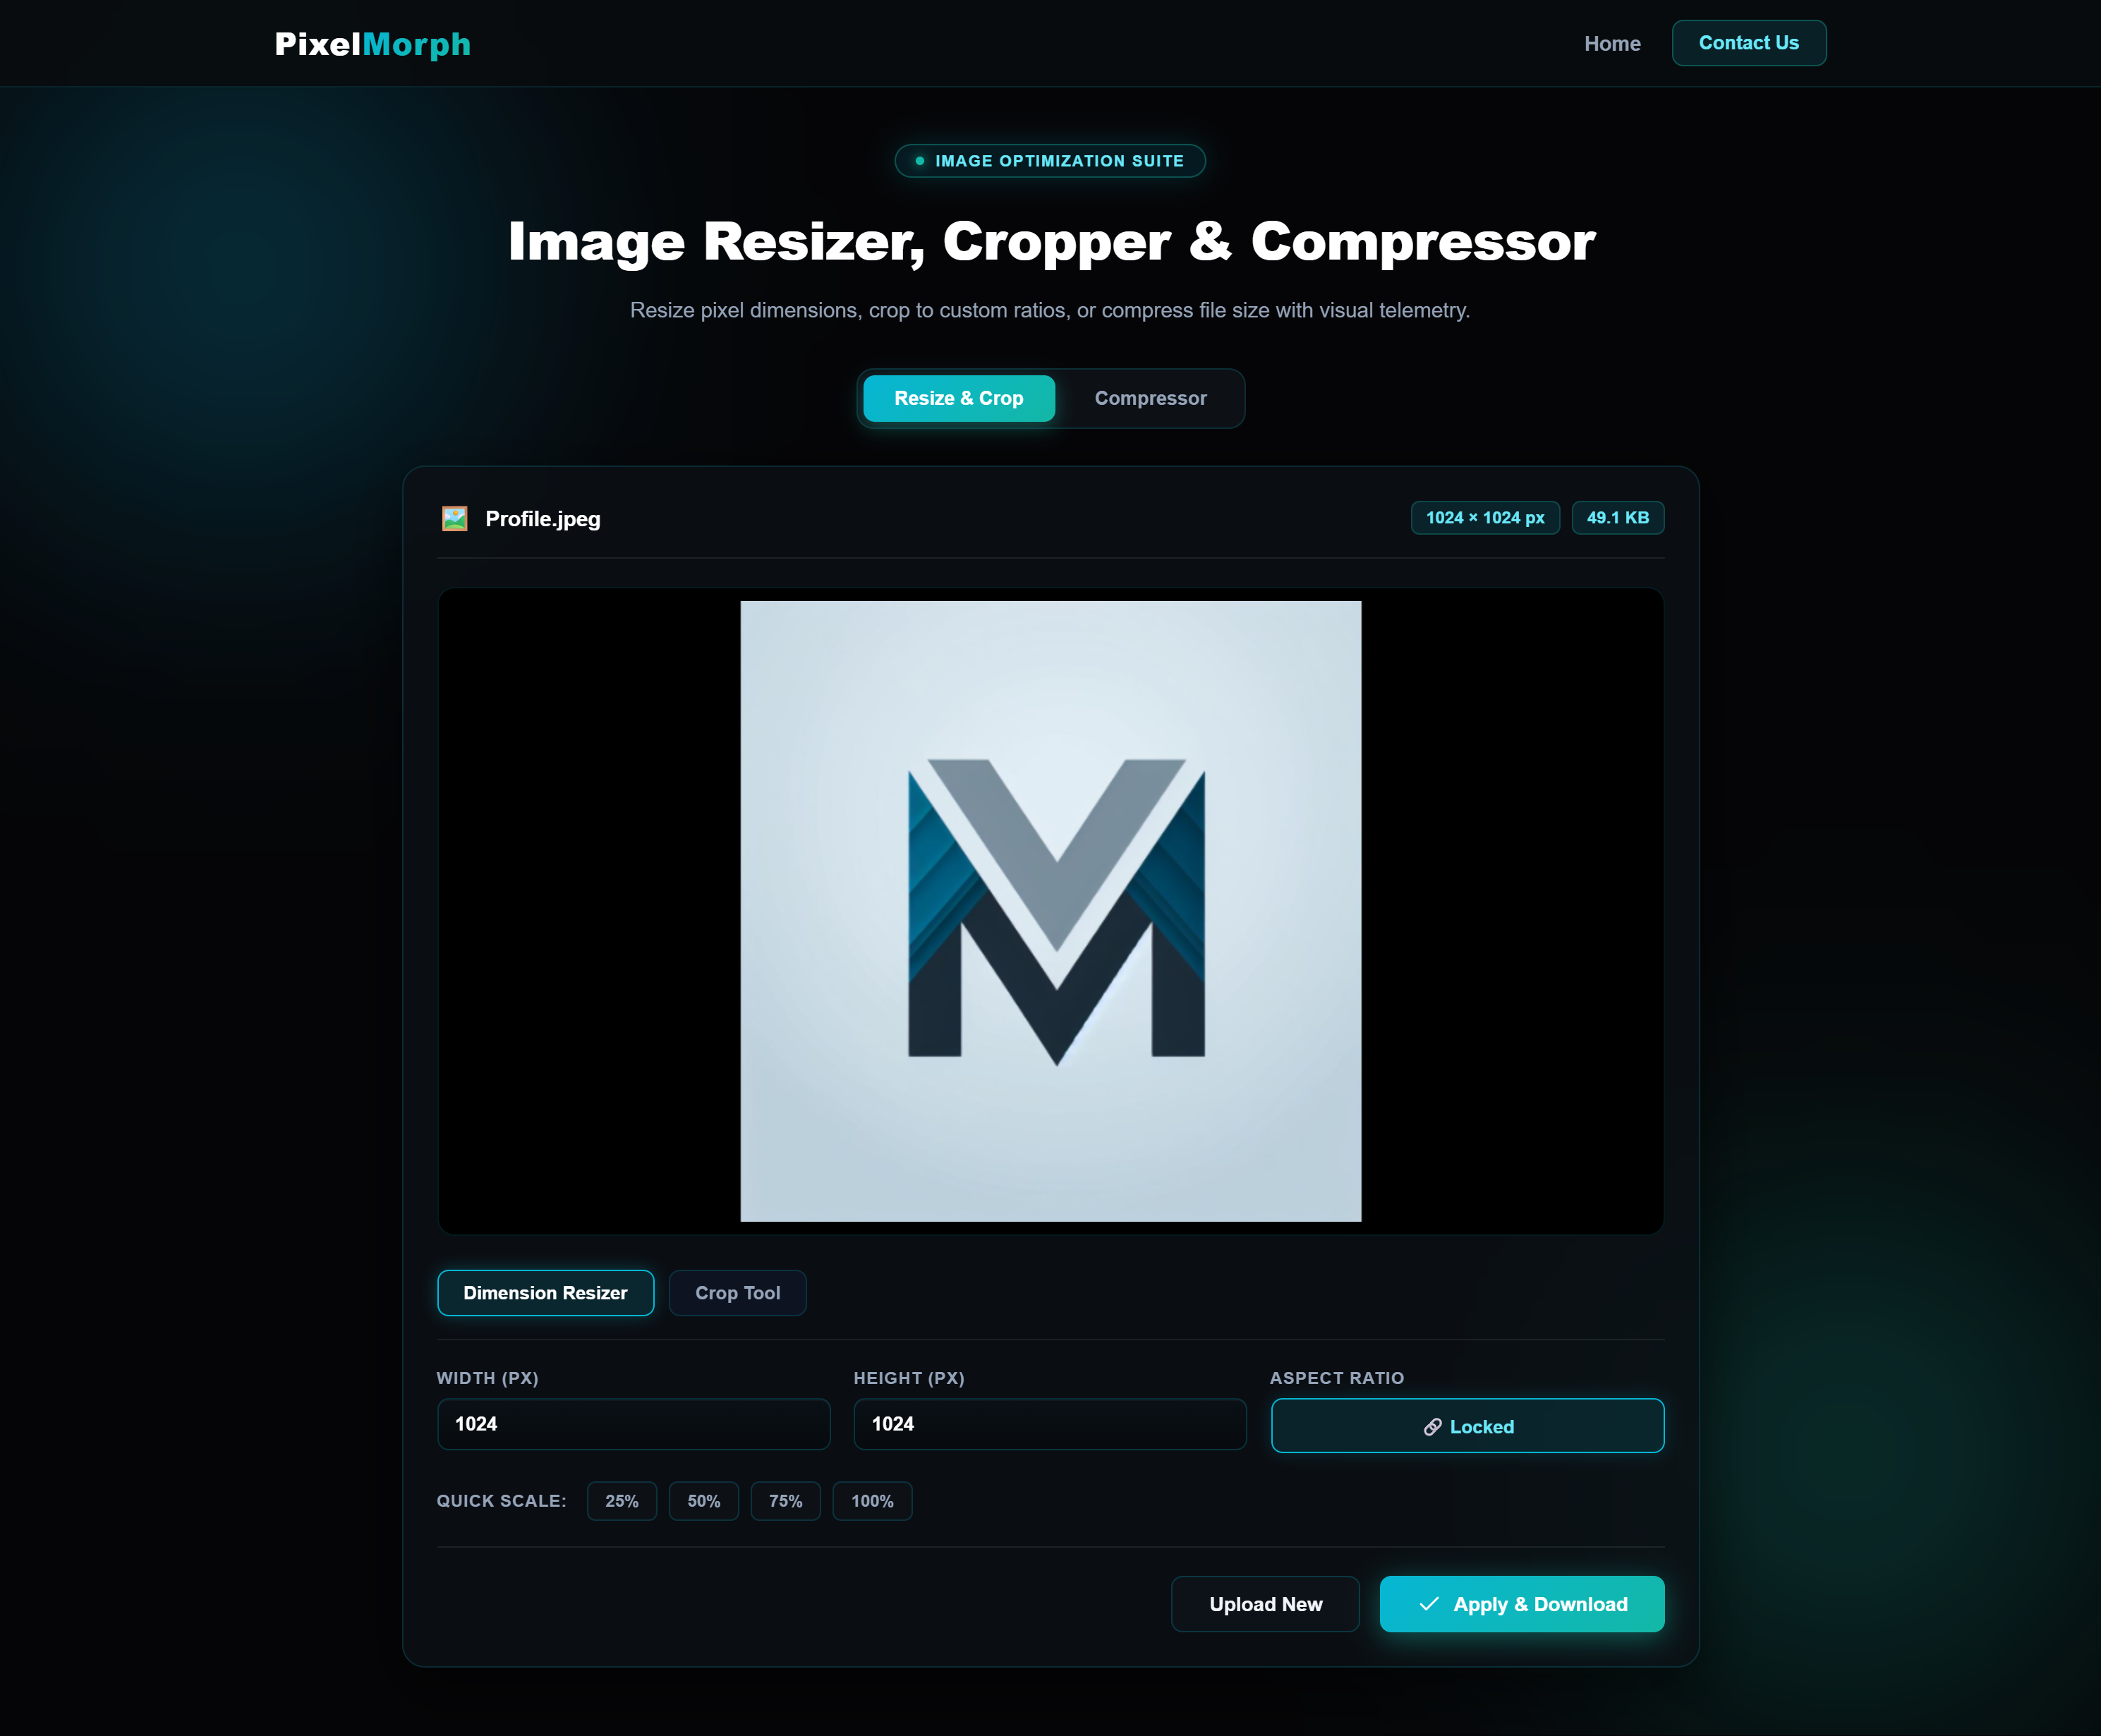 PixelMorph
Home
Contact Us
IMAGE OPTIMIZATION SUITE
Image Resizer, Cropper & Compressor
Resize pixel dimensions, crop to custom ratios, or compress file size with visual telemetry.
Resize & Crop
Compressor
Profile.jpeg
1024 × 1024 px
49.1 KB
M
Dimension Resizer
Crop Tool
WIDTH (PX)
HEIGHT (PX)
ASPECT RATIO
1024
1024
Locked
QUICK SCALE:
25%
50%
75%
100%
Upload New
Apply & Download